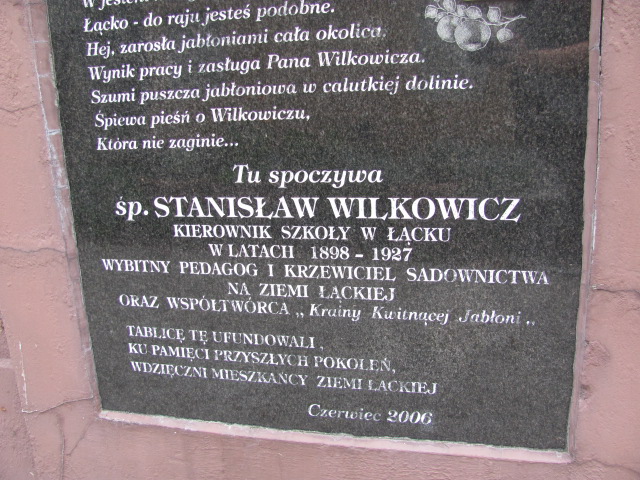 W jesieni
Łącko - do raju jesteś podobne.
Hej, zarosła jabłoniami cała okolica,
Wynik pracy i zasługa Pana Wilkowicza.
Szumi puszcza jabłoniowa w calutkiej dolinie.
Śpiewa pieśń o Wilkowiczu,
Która nie zaginie...
Tu spoczywa
śp. STANISŁAW WILKOWICZ
KIEROWNIK SZKOŁY W ŁĄCKU
W LATACH 1898 - 1927
WYBITNY PEDAGOG I KRZEWICIEL SADOWNICTWA
NA ZIEMI ŁĄCKIEJ
ORAZ WSPÓŁTWÓRCA „ Krainy Kwitnącej Jabłoni „
TABLICĘ TĘ UFUNDOWALI ,
KU PAMIĘCI PRZYSZŁYCH POKOLEŃ,
WDZIĘCZNI MIESZKAŃCY ZIEMI ŁĄCKIEJ
Czerwiec 2006